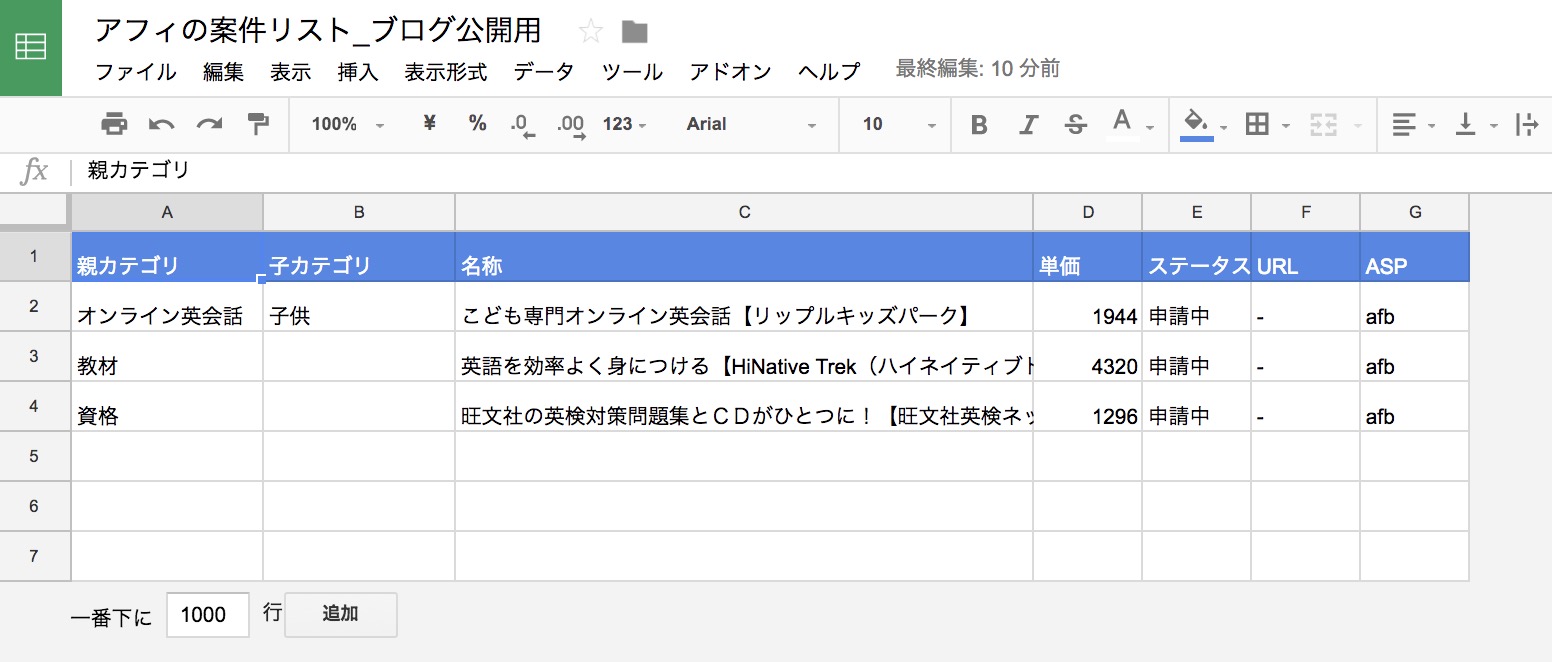 アフィの案件リスト_ブログ公開用
ファイル 編集 表示 挿入 表示形式 データ ツール アドオン ヘルプ 最終編集: 10 分前
100% ¥ % .0 .00 123 Arial 10 B I S A
fx 親カテゴリ
A B C D E F G
1 親カテゴリ 子カテゴリ 名称 単価 ステータス URL ASP
2 オンライン英会話 子供 こども専門オンライン英会話【リップルキッズパーク】 1944 申請中 - afb
3 教材 英語を効率よく身につける【HiNative Trek（ハイネイティブト 4320 申請中 - afb
4 資格 旺文社の英検対策問題集とＣＤがひとつに！【旺文社英検ネッ 1296 申請中 - afb
5
6
7
一番下に 1000 行 追加